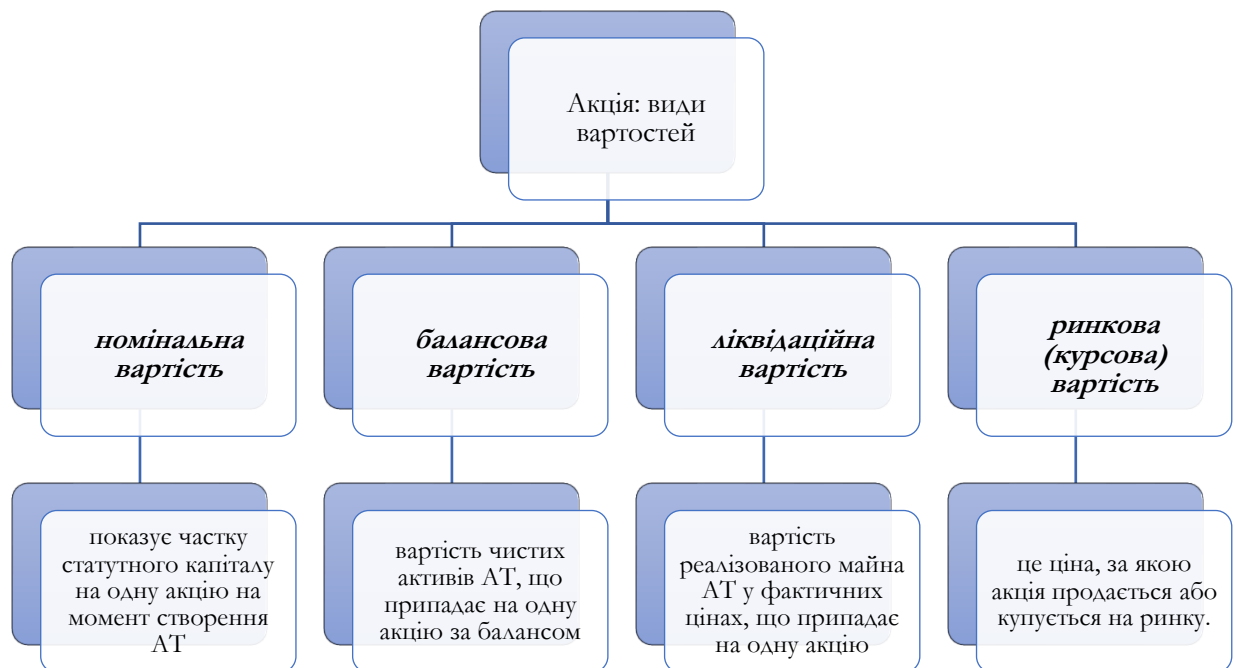 Акція: види
вартостей
номінальна
вартість
балансова
вартість
ліквідаційна
вартість
ринкова
(курсова)
вартість
показує частку
статутного капіталу
на одну акцію на
момент створення
АТ
вартість чистих
активів АТ, що
припадає на одну
акцію за балансом
вартість
реалізованого майна
АТ у фактичних
цінах, що припадає
на одну акцію
це ціна, за якою
акція продається або
купується на ринку.